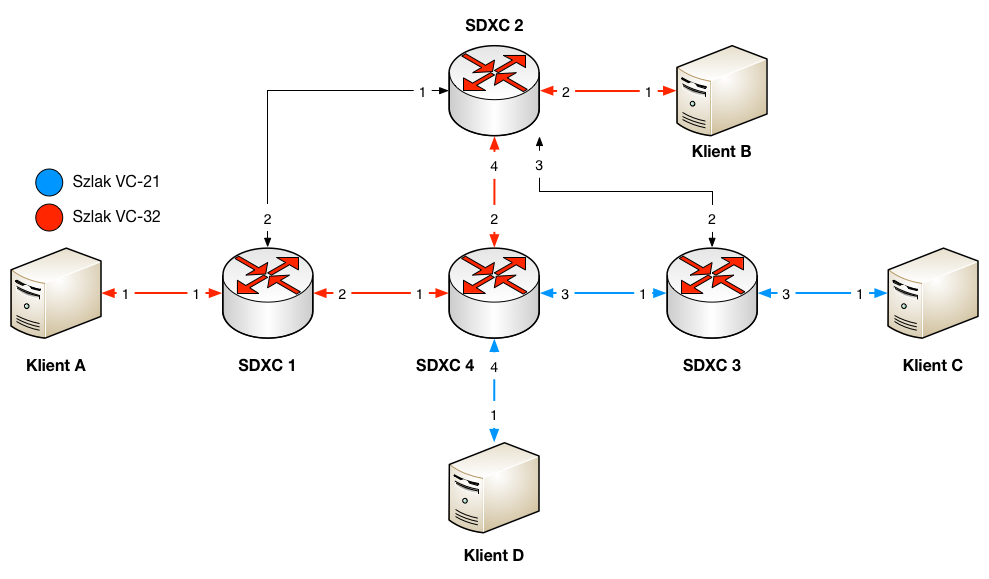 SDXC 2
1
2
1
Klient B
4
3
Szlak VC-21
Szlak VC-32
2
2
2
1
1
2
1
3
1
3
1
Klient A
SDXC 1
SDXC 4
4
SDXC 3
Klient C
1
Klient D